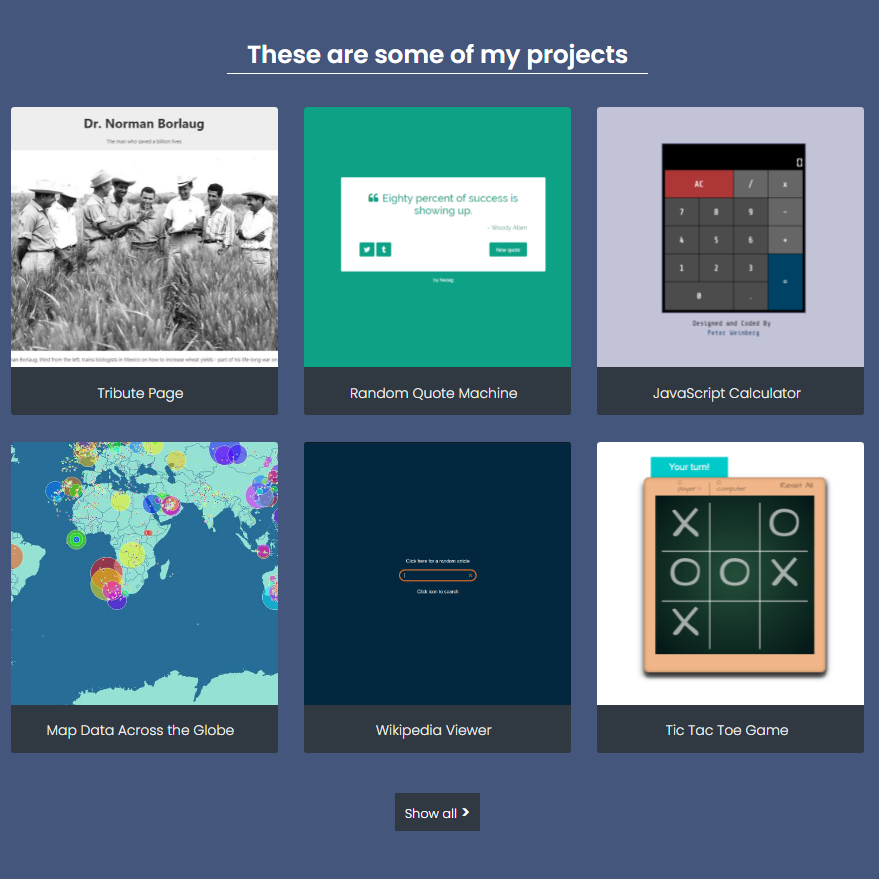 These are some of my projects
Dr. Norman Borlaug
The man who saved a billion lives
Borlaug, third from the left, trains biologists in Mexico on how to increase wheat yields - part of his life-long war on
Tribute Page
Eighty percent of success is
showing up.
- Woody Allen
New quote
by
Random Quote Machine
0
AC / x
7 8 9 -
4 5 6 +
1 2 3 =
0 .
Designed and Coded By
Peter Weinberg
JavaScript Calculator
Map Data Across the Globe
Click here for a random article
Click icon to search
Wikipedia Viewer
Your turn!
player 1 computer Reset All
X O
O O X
X
Tic Tac Toe Game
Show all >